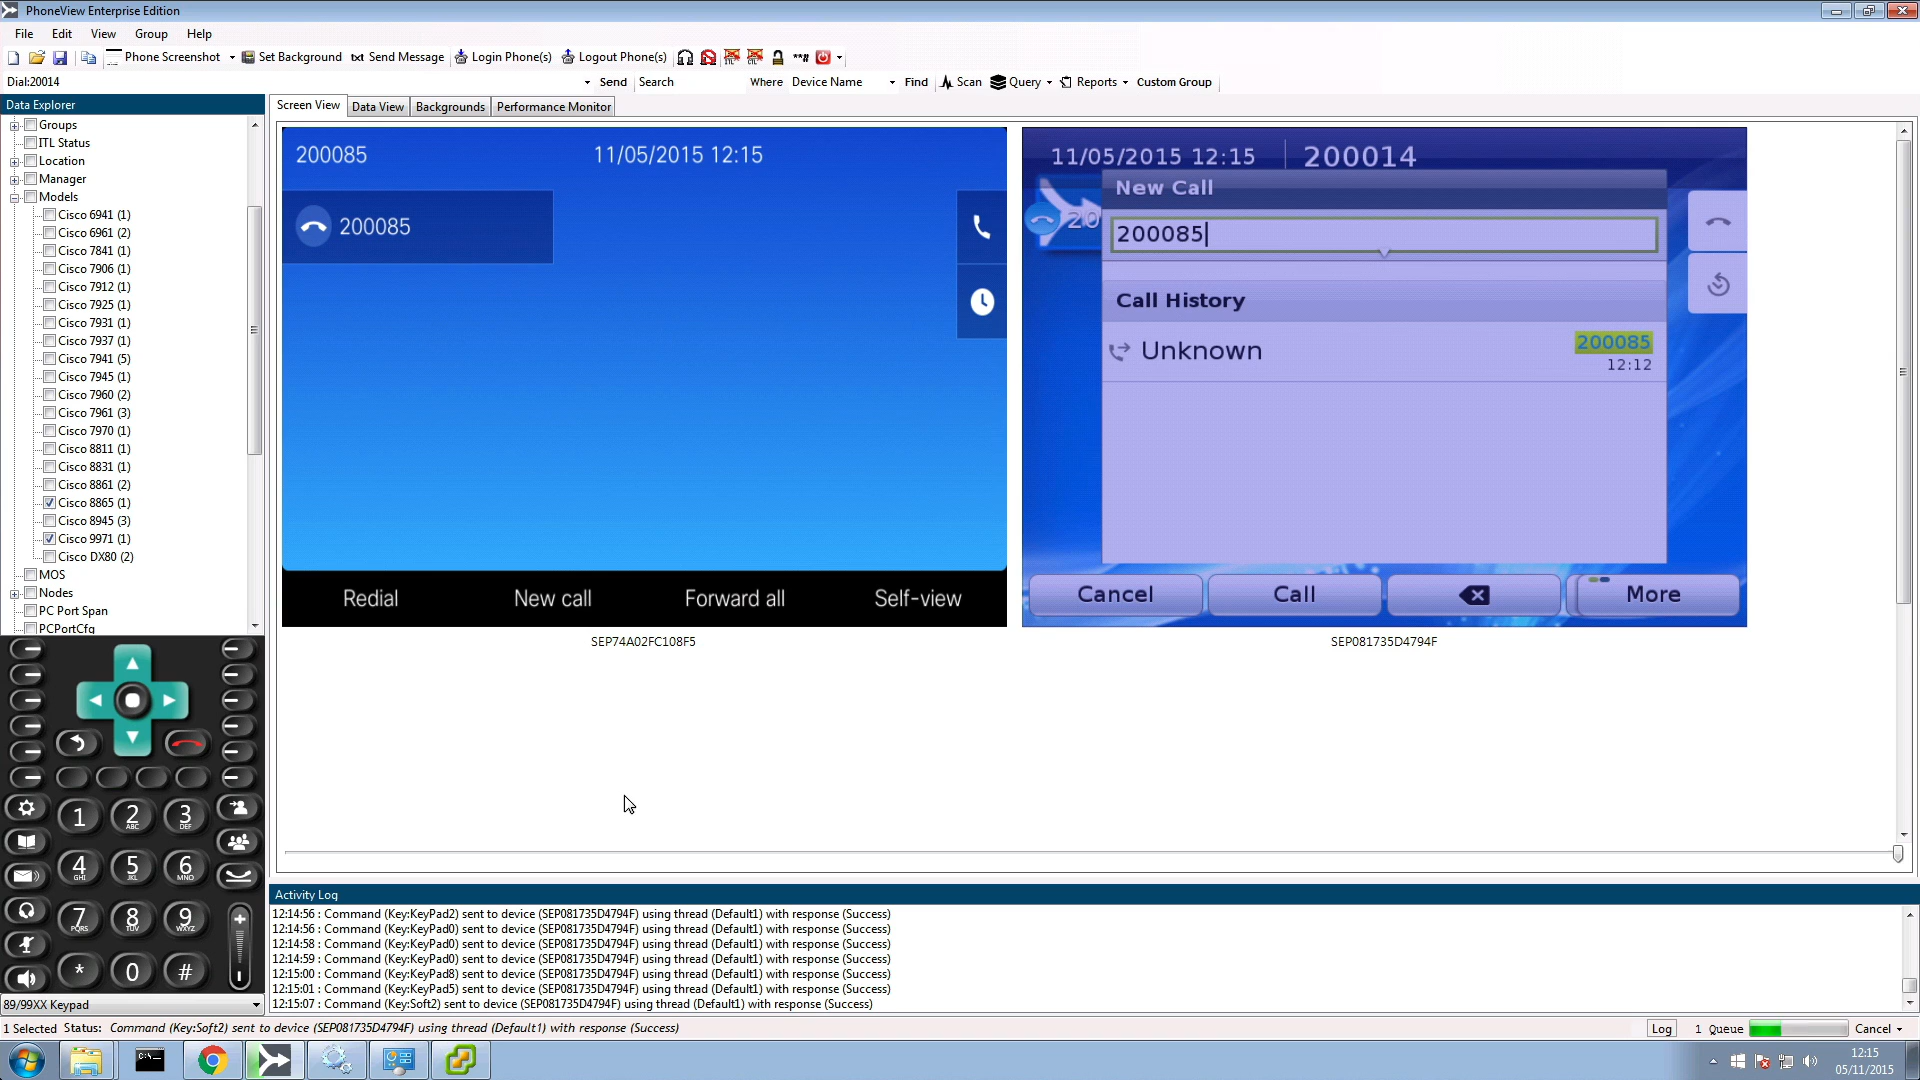 PhoneView Enterprise Edition
File Edit View Group Help
Phone Screenshot Set Background txt Send Message Login Phone(s) Logout Phone(s) **#
Dial:20014 Send Search Where Device Name Find Scan Query Reports Custom Group
Data Explorer
Groups
ITL Status
Location
Manager
Models
Cisco 6941 (1)
Cisco 6961 (2)
Cisco 7841 (1)
Cisco 7906 (1)
Cisco 7912 (1)
Cisco 7925 (1)
Cisco 7931 (1)
Cisco 7937 (1)
Cisco 7941 (5)
Cisco 7945 (1)
Cisco 7960 (2)
Cisco 7961 (3)
Cisco 7970 (1)
Cisco 8811 (1)
Cisco 8831 (1)
Cisco 8861 (2)
Cisco 8865 (1)
Cisco 8945 (3)
Cisco 9971 (1)
Cisco DX80 (2)
MOS
Nodes
PC Port Span
PCPortCfg
1 2 ABC 3 DEF
4 GHI 5 JKL 6 MNO
7 PQRS 8 TUV 9 WXYZ
* 0 #
89/99XX Keypad
Screen View Data View Backgrounds Performance Monitor
200085 11/05/2015 12:15
200085
Redial New call Forward all Self-view
SEP74A02FC108F5
11/05/2015 12:15 200014
20
New Call
200085
Call History
Unknown 200085
12:12
Cancel Call More
SEP081735D4794F
Activity Log
12:14:56 : Command (Key:KeyPad2) sent to device (SEP081735D4794F) using thread (Default1) with response (Success)
12:14:56 : Command (Key:KeyPad0) sent to device (SEP081735D4794F) using thread (Default1) with response (Success)
12:14:58 : Command (Key:KeyPad0) sent to device (SEP081735D4794F) using thread (Default1) with response (Success)
12:14:59 : Command (Key:KeyPad0) sent to device (SEP081735D4794F) using thread (Default1) with response (Success)
12:15:00 : Command (Key:KeyPad8) sent to device (SEP081735D4794F) using thread (Default1) with response (Success)
12:15:01 : Command (Key:KeyPad5) sent to device (SEP081735D4794F) using thread (Default1) with response (Success)
12:15:07 : Command (Key:Soft2) sent to device (SEP081735D4794F) using thread (Default1) with response (Success)
1 Selected Status: Command (Key:Soft2) sent to device (SEP081735D4794F) using thread (Default1) with response (Success) Log 1 Queue Cancel
12:15
05/11/2015